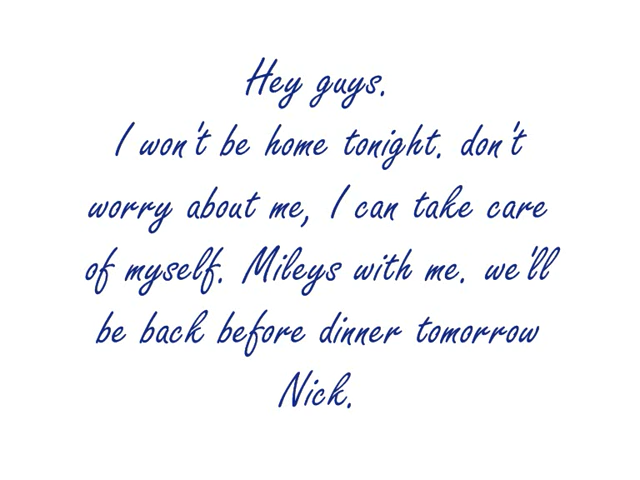 Hey guys.
I won't be home tonight. don't
worry about me, I can take care
of myself. Mileys with me. we'll
be back before dinner tomorrow
Nick.